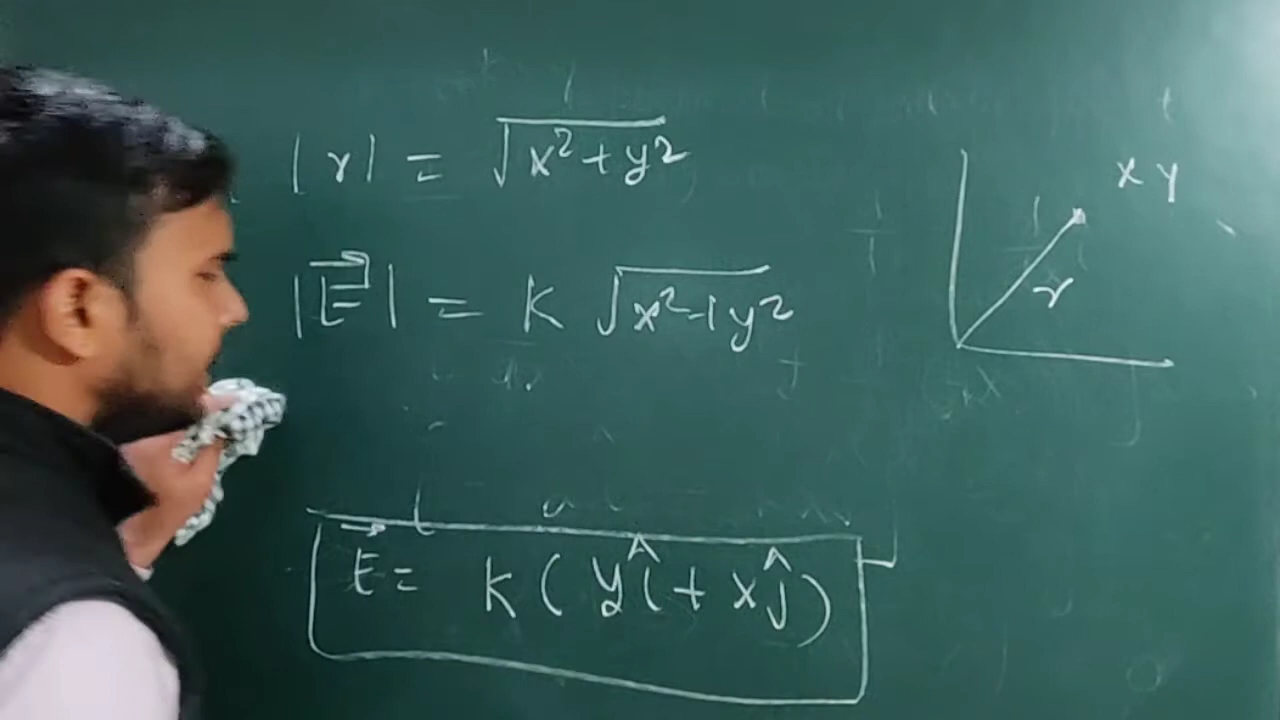 |r| = √x²+y²
|E⃗| = K √x²+y²
E⃗ = K ( yî + xĵ )
x y
r